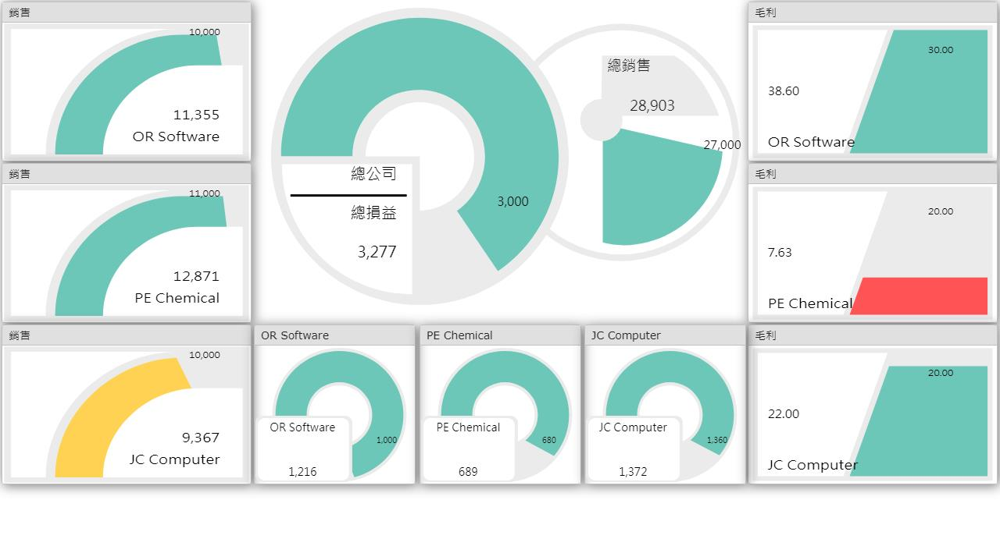 銷售
10,000
11,355
OR Software
銷售
11,000
12,871
PE Chemical
銷售
10,000
9,367
JC Computer
總公司
總損益
3,277
3,000
總銷售
28,903
27,000
OR Software
OR Software
1,000
1,216
PE Chemical
PE Chemical
680
689
JC Computer
JC Computer
1,360
1,372
毛利
30.00
38.60
OR Software
毛利
20.00
7.63
PE Chemical
毛利
20.00
22.00
JC Computer